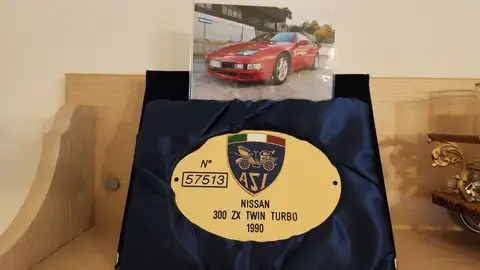 N°
57513
ASI
NISSAN
300 ZX TWIN TURBO
1990